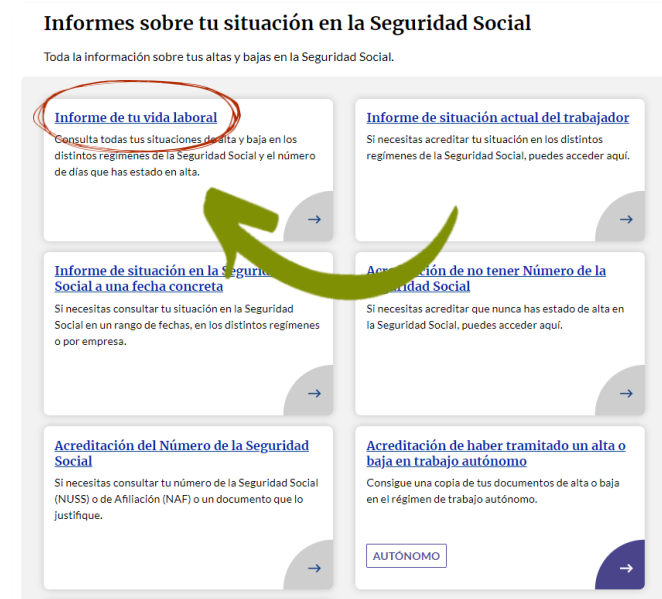 Informes sobre tu situación en la Seguridad Social
Toda la información sobre tus altas y bajas en la Seguridad Social.
Informe de tu vida laboral
Consulta todas tus situaciones de alta y baja en los
distintos regímenes de la Seguridad Social y el número
de días que has estado en alta.
Informe de situación actual del trabajador
Si necesitas acreditar tu situación en los distintos
regímenes de la Seguridad Social, puedes acceder aquí.
Informe de situación en la
Social a una fecha concreta
Si necesitas consultar tu situación en la Seguridad
Social en un rango de fechas, en los distintos regímenes
o por empresa.
de no tener Número de la
Social
Si necesitas acreditar que nunca has estado de alta en
la Seguridad Social, puedes acceder aquí.
Acreditación del Número de la Seguridad
Social
Si necesitas consultar tu número de la Seguridad Social
(NUSS) o de Afiliación (NAF) o un documento que lo
justifique.
Acreditación de haber tramitado un alta o
baja en trabajo autónomo
Consigue una copia de tus documentos de alta o baja
en el régimen de trabajo autónomo.
AUTÓNOMO